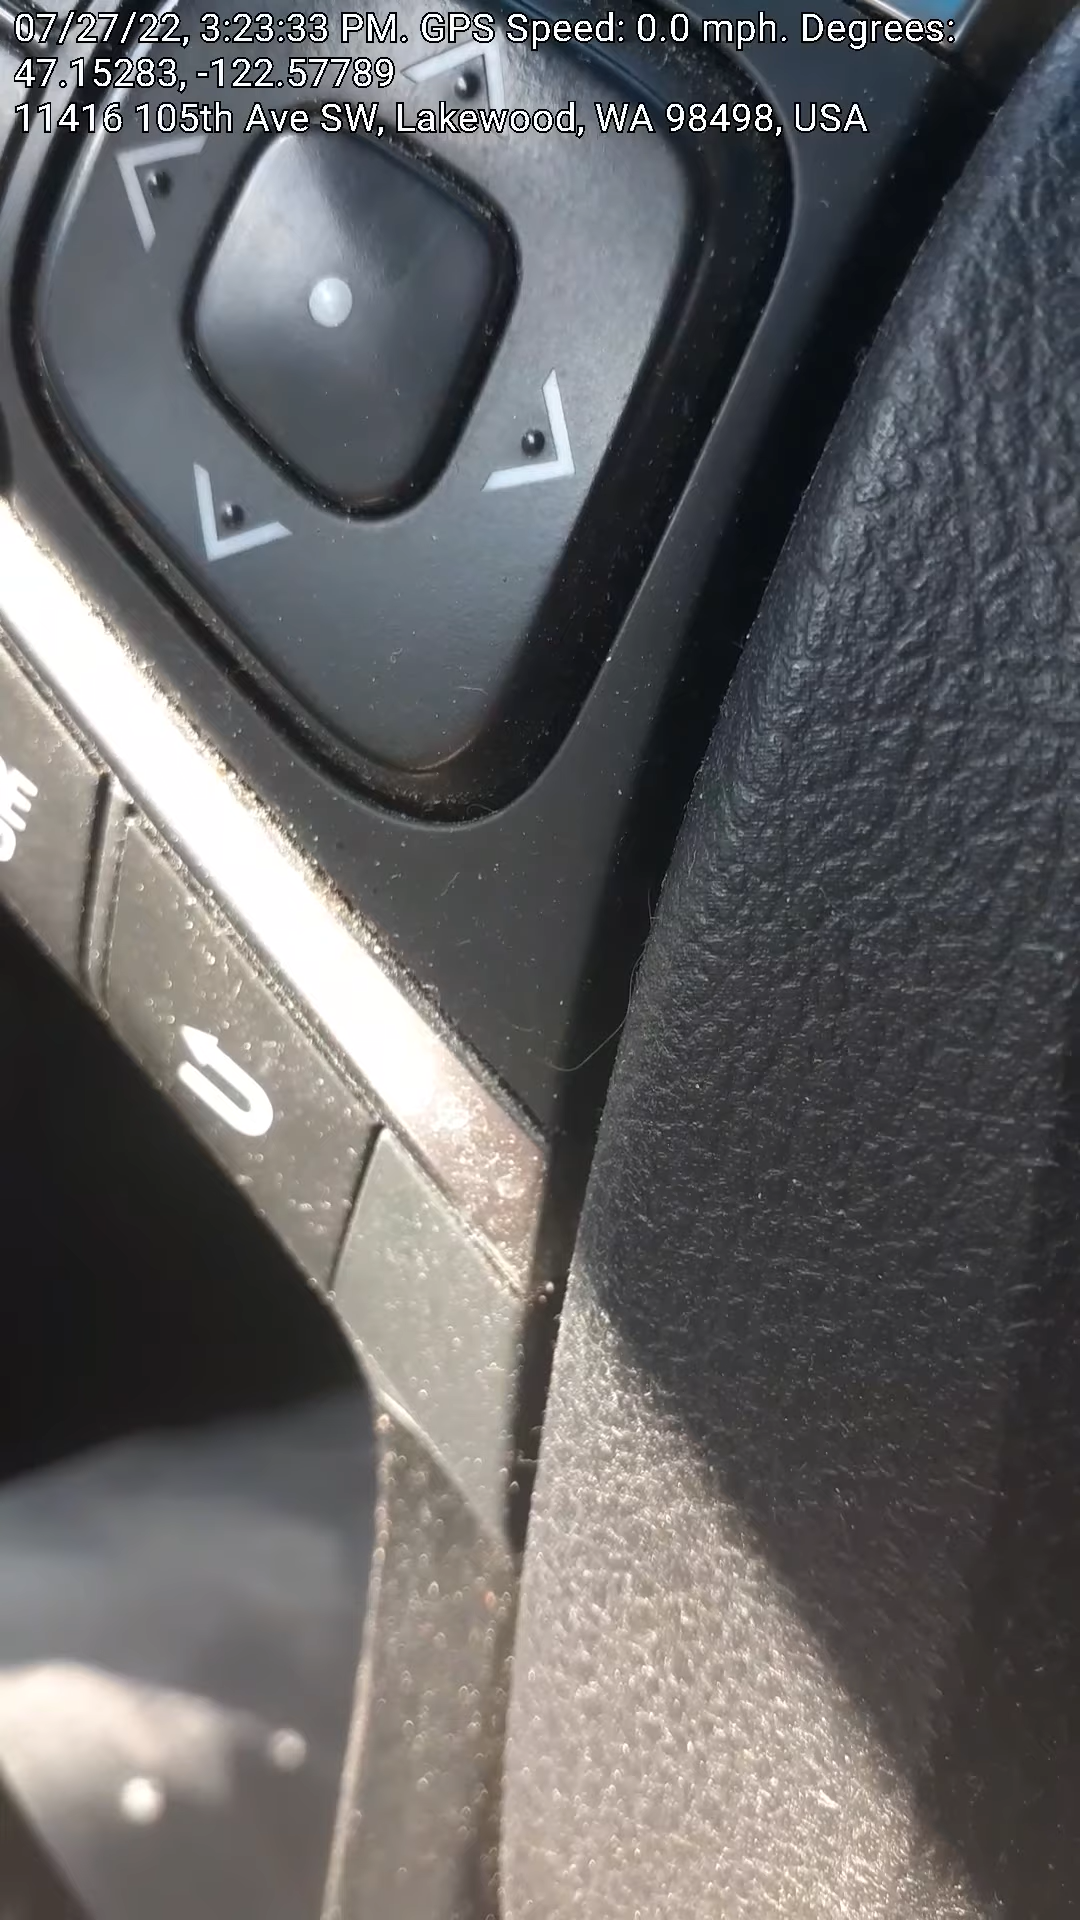 07/27/22, 3:23:33 PM. GPS Speed: 0.0 mph. Degrees:
47.15283, -122.57789
11416 105th Ave SW, Lakewood, WA 98498, USA